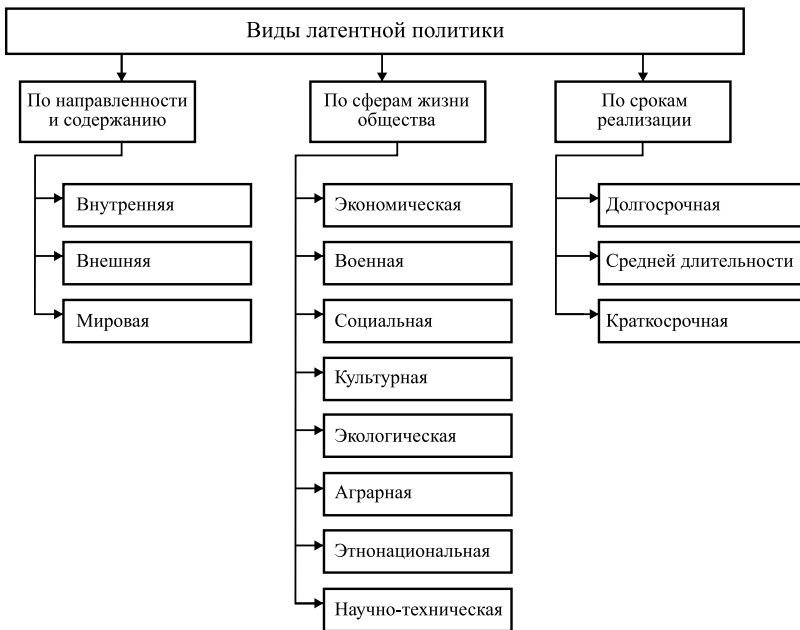 Виды латентной политики
По направленности
и содержанию
Внутренняя
Внешняя
Мировая
По сферам жизни
общества
Экономическая
Военная
Социальная
Культурная
Экологическая
Аграрная
Этнонациональная
Научно-техническая
По срокам
реализации
Долгосрочная
Средней длительности
Краткосрочная